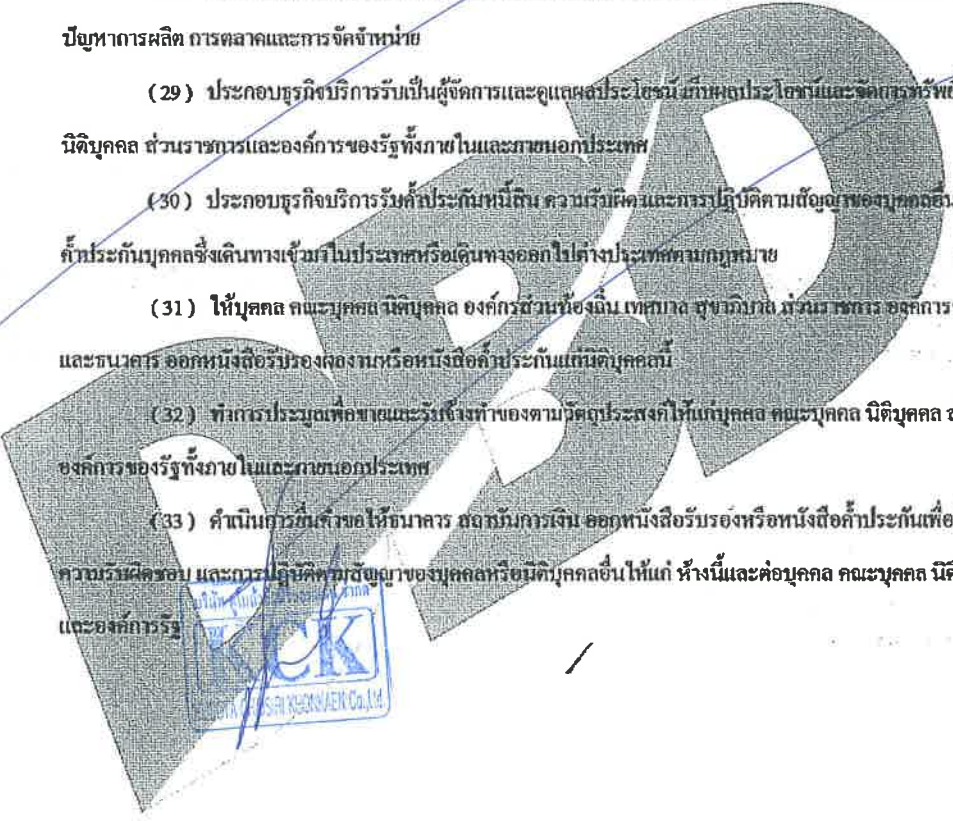 ปัญหาการผลิต การตลาดและการจัดจำหน่าย
(29) ประกอบธุรกิจบริการรับเป็นผู้จัดการและดูแลผลประโยชน์ เก็บผลประโยชน์และจัดการทรัพย์
นิติบุคคล ส่วนราชการและองค์การของรัฐทั้งภายในและภายนอกประเทศ
(30) ประกอบธุรกิจบริการรับค้ำประกันหนี้สิน ความรับผิด และการปฏิบัติตามสัญญาของบุคคลอื่น
ค้ำประกันบุคคลซึ่งเดินทางเข้ามาในประเทศหรือเดินทางออกไปต่างประเทศตามกฎหมาย
(31) ให้บุคคล คณะบุคคล นิติบุคคล องค์กรส่วนท้องถิ่น เทศบาล สุขาภิบาล ส่วนราชการ องค์การ
และธนาคาร ออกหนังสือรับรองผลงานหรือหนังสือค้ำประกันแก่นิติบุคคลนี้
(32) ทำการประมูลเพื่อขายและรับจ้างทำของตามวัตถุประสงค์ให้แก่บุคคล คณะบุคคล นิติบุคคล ส
องค์การของรัฐทั้งภายในและภายนอกประเทศ
(33) ดำเนินการยื่นคำขอให้ธนาคาร สถาบันการเงิน ออกหนังสือรับรองหรือหนังสือค้ำประกันเพื่อ
ความรับผิดชอบ และการปฏิบัติตามสัญญาของบุคคลหรือนิติบุคคลอื่นให้แก่ ห้างนี้และต่อบุคคล คณะบุคคล นิติ
และองค์การรัฐ
DBD
บริษัท จำกัด
KCK
KHONKAEN Co.,Ltd